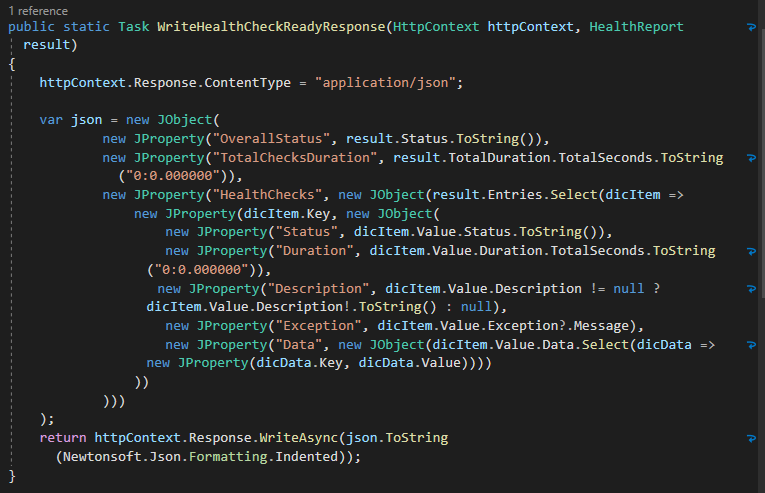 1 reference
public static Task WriteHealthCheckReadyResponse(HttpContext httpContext, HealthReport
result)
{
httpContext.Response.ContentType = "application/json";
var json = new JObject(
new JProperty("OverallStatus", result.Status.ToString()),
new JProperty("TotalChecksDuration", result.TotalDuration.TotalSeconds.ToString
("0:0.000000")),
new JProperty("HealthChecks", new JObject(result.Entries.Select(dicItem =>
new JProperty(dicItem.Key, new JObject(
new JProperty("Status", dicItem.Value.Status.ToString()),
new JProperty("Duration", dicItem.Value.Duration.TotalSeconds.ToString
("0:0.000000")),
new JProperty("Description", dicItem.Value.Description != null ?
dicItem.Value.Description!.ToString() : null),
new JProperty("Exception", dicItem.Value.Exception?.Message),
new JProperty("Data", new JObject(dicItem.Value.Data.Select(dicData =>
new JProperty(dicData.Key, dicData.Value))))
))
)))
);
return httpContext.Response.WriteAsync(json.ToString
(Newtonsoft.Json.Formatting.Indented));
}